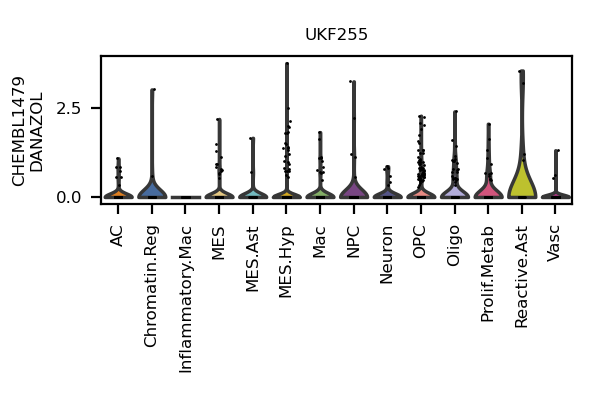 UKF255
CHEMBL1479
DANAZOL
2.5
0.0
AC
Chromatin.Reg
Inflammatory.Mac
MES
MES.Ast
MES.Hyp
Mac
NPC
Neuron
OPC
Oligo
Prolif.Metab
Reactive.Ast
Vasc